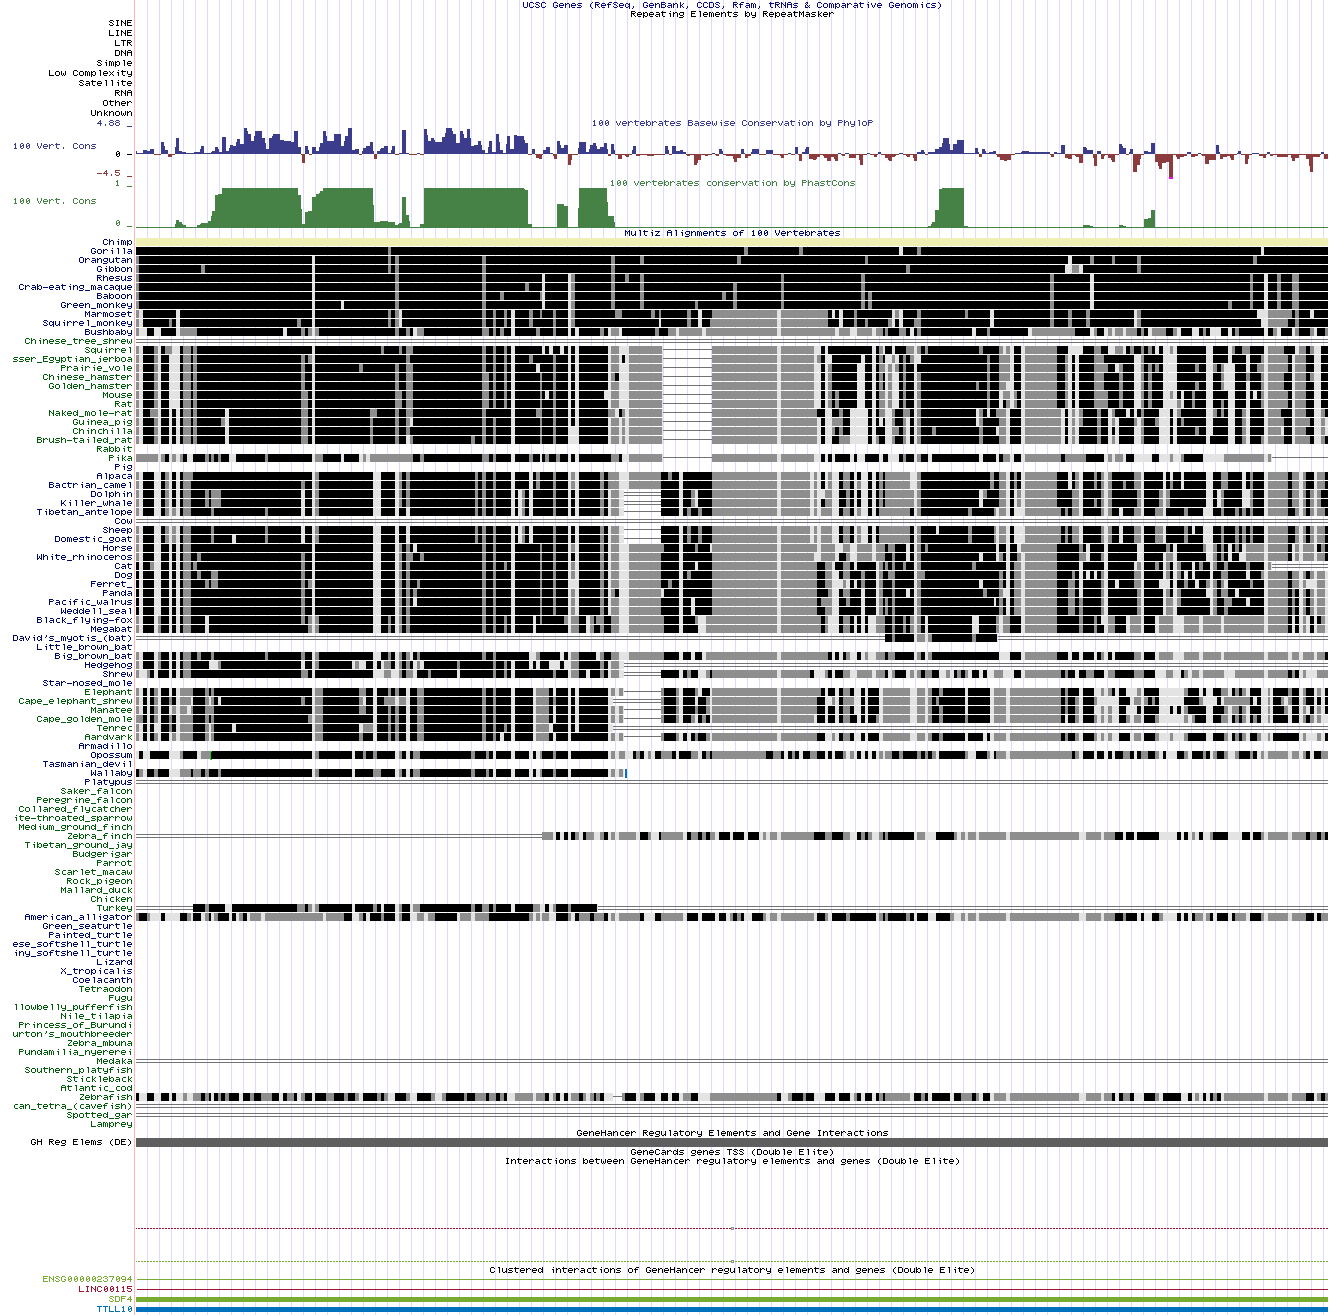 UCSC Genes (RefSeq, GenBank, CCDS, Rfam, tRNAs & Comparative Genomics)
Repeating Elements by RepeatMasker
SINE
LINE
LTR
DNA
Simple
Low Complexity
Satellite
RNA
Other
Unknown
4.88 _
100 vertebrates Basewise Conservation by PhyloP
100 Vert. Cons
0 _
-4.5 _
1 _
100 vertebrates conservation by PhastCons
100 Vert. Cons
0 _
Multiz Alignments of 100 Vertebrates
Chimp
Gorilla
Orangutan
Gibbon
Rhesus
Crab-eating_macaque
Baboon
Green_monkey
Marmoset
Squirrel_monkey
Bushbaby
Chinese_tree_shrew
Squirrel
sser_Egyptian_jerboa
Prairie_vole
Chinese_hamster
Golden_hamster
Mouse
Rat
Naked_mole-rat
Guinea_pig
Chinchilla
Brush-tailed_rat
Rabbit
Pika
Pig
Alpaca
Bactrian_camel
Dolphin
Killer_whale
Tibetan_antelope
Cow
Sheep
Domestic_goat
Horse
White_rhinoceros
Cat
Dog
Ferret_
Panda
Pacific_walrus
Weddell_seal
Black_flying-fox
Megabat
David's_myotis_(bat)
Little_brown_bat
Big_brown_bat
Hedgehog
Shrew
Star-nosed_mole
Elephant
Cape_elephant_shrew
Manatee
Cape_golden_mole
Tenrec
Aardvark
Armadillo
Opossum
Tasmanian_devil
Wallaby
Platypus
Saker_falcon
Peregrine_falcon
Collared_flycatcher
ite-throated_sparrow
Medium_ground_finch
Zebra_finch
Tibetan_ground_jay
Budgerigar
Parrot
Scarlet_macaw
Rock_pigeon
Mallard_duck
Chicken
Turkey
American_alligator
Green_seaturtle
Painted_turtle
ese_softshell_turtle
iny_softshell_turtle
Lizard
X_tropicalis
Coelacanth
Tetraodon
Fugu
llowbelly_pufferfish
Nile_tilapia
Princess_of_Burundi
urton's_mouthbreeder
Zebra_mbuna
Pundamilia_nyererei
Medaka
Southern_platyfish
Stickleback
Atlantic_cod
Zebrafish
can_tetra_(cavefish)
Spotted_gar
Lamprey
GeneHancer Regulatory Elements and Gene Interactions
GH Reg Elems (DE)
GeneCards genes TSS (Double Elite)
Interactions between GeneHancer regulatory elements and genes (Double Elite)
Clustered interactions of GeneHancer regulatory elements and genes (Double Elite)
ENSG00000237094
LINC00115
SDF4
TTLL10